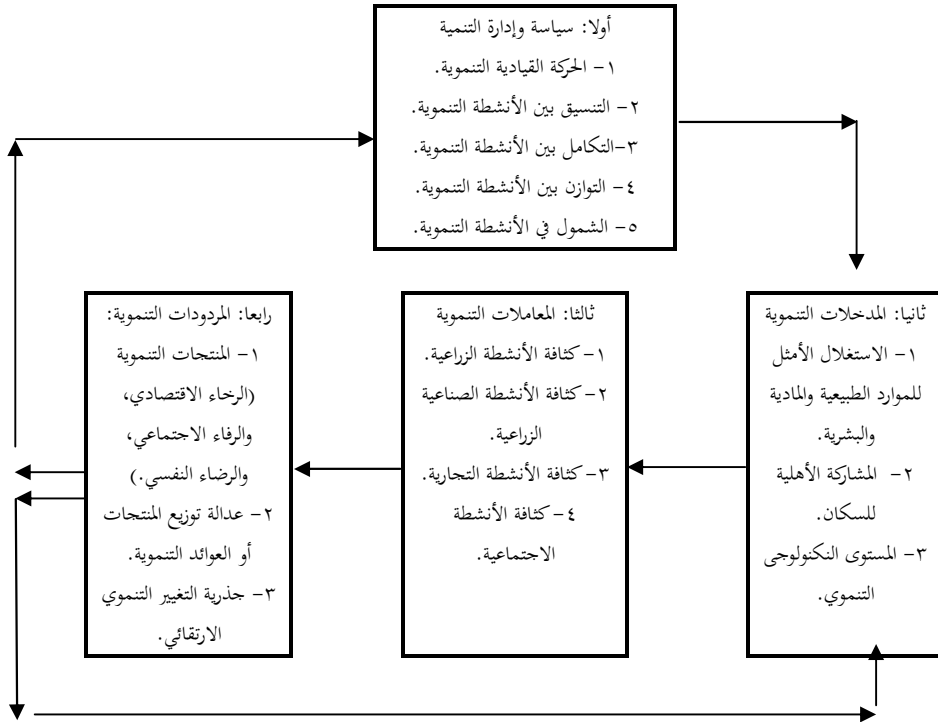 أولا: سياسة وإدارة التنمية
١- الحركة القيادية التنموية.
٢- التنسيق بين الأنشطة التنموية.
٣-التكامل بين الأنشطة التنموية.
٤- التوازن بين الأنشطة التنموية.
٥- الشمول في الأنشطة التنموية.
ثانيا: المدخلات التنموية
١- الاستغلال الأمثل
للموارد الطبيعية والمادية
والبشرية.
٢- المشاركة الأهلية
للسكان.
٣- المستوى النكنولوجى
التنموي.
ثالثا: المعاملات التنموية
١- كثافة الأنشطة الزراعية.
٢- كثافة الأنشطة الصناعية
الزراعية.
٣- كثافة الأنشطة التجارية.
٤- كثافة الأنشطة
الاجتماعية.
رابعا: المردودات التنموية:
١- المنتجات التنموية
(الرخاء الاقتصادي،
والرفاء الاجتماعي،
والرضاء النفسي.)
٢- عدالة توزيع المنتجات
أو العوائد التنموية.
٣- جذرية التغيير التنموي
الارتقائي.